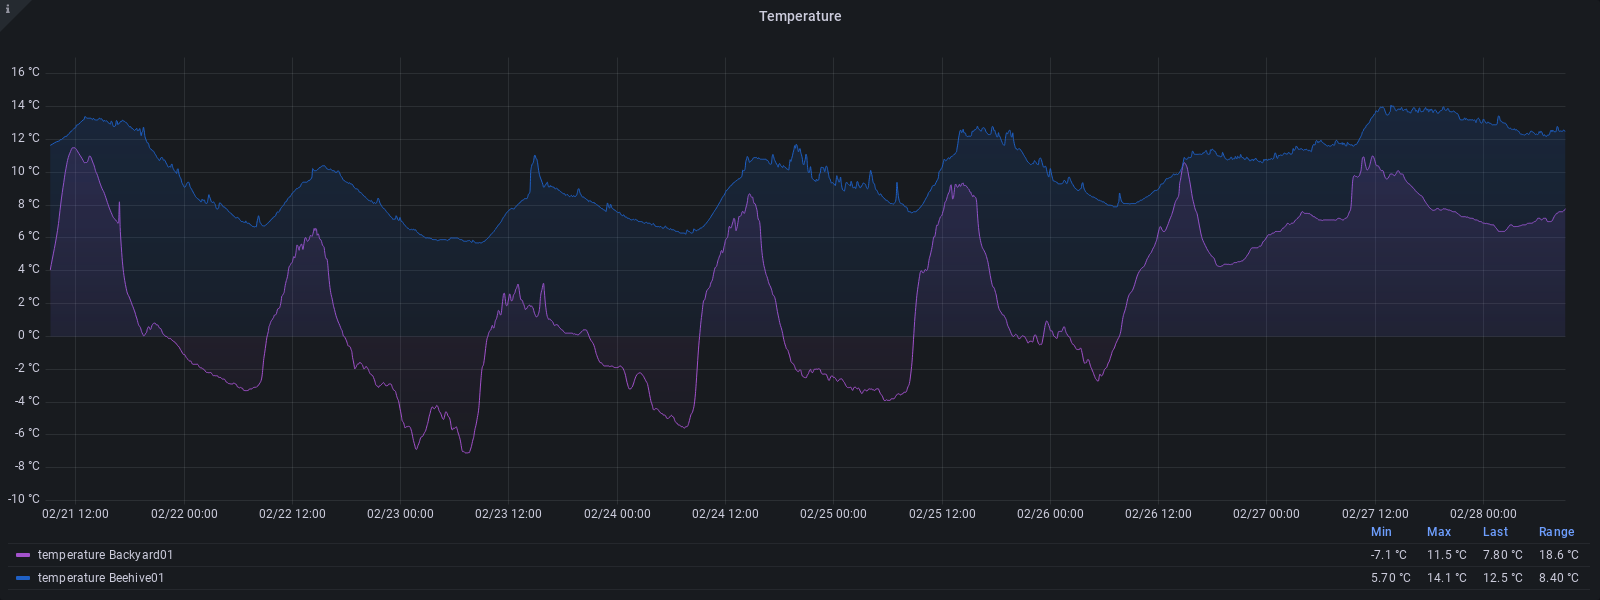 i
Temperature
16 °C
14 °C
12 °C
10 °C
8 °C
6 °C
4 °C
2 °C
0 °C
-2 °C
-4 °C
-6 °C
-8 °C
-10 °C
02/21 12:00 02/22 00:00 02/22 12:00 02/23 00:00 02/23 12:00 02/24 00:00 02/24 12:00 02/25 00:00 02/25 12:00 02/26 00:00 02/26 12:00 02/27 00:00 02/27 12:00 02/28 00:00
Min Max Last Range
temperature Backyard01 -7.1 °C 11.5 °C 7.80 °C 18.6 °C
temperature Beehive01 5.70 °C 14.1 °C 12.5 °C 8.40 °C